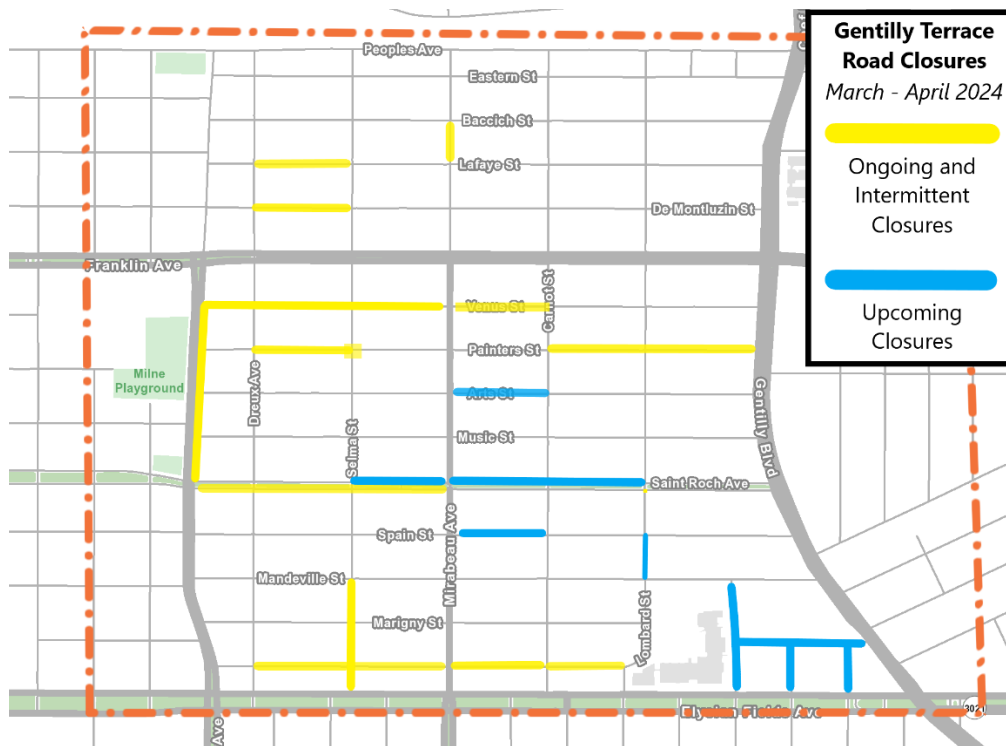 Gentilly Terrace
Road Closures
March - April 2024
Ongoing and
Intermittent
Closures
Upcoming
Closures
Peoples Ave
Eastern St
Baccich St
Lafaye St
De Montluzin St
Franklin Ave
Venus St
Carnot St
Painters St
Milne
Playground
Dreux Ave
Arts St
Gentilly Blvd
Music St
Selma St
Saint Roch Ave
Spain St
Mirabeau Ave
Mandeville St
Marigny St
Lombard St
Elysian Fields Ave
3021
Ave